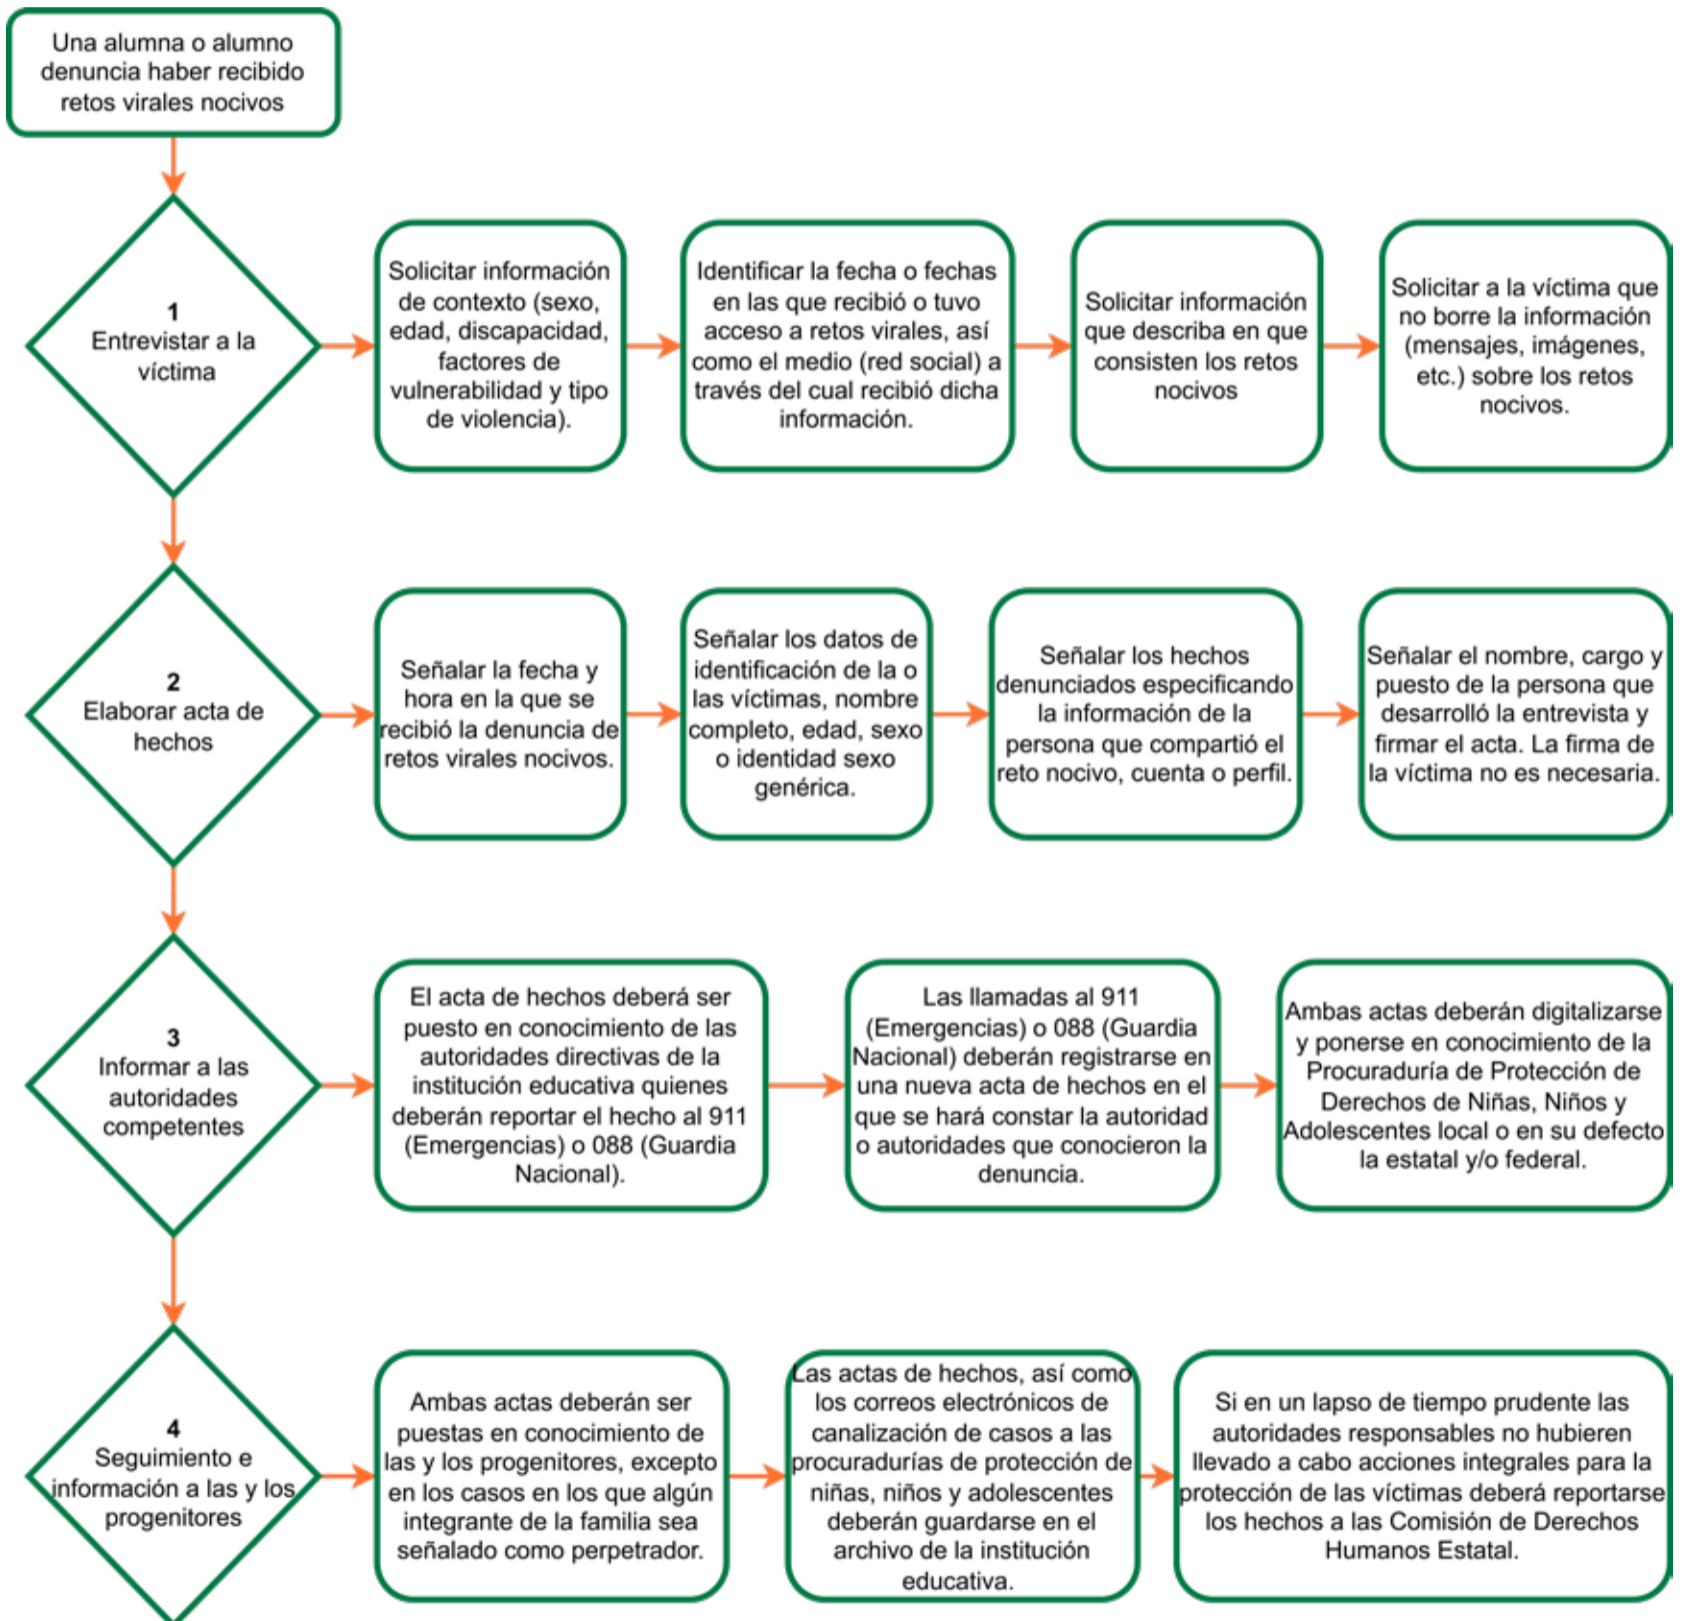 Una alumna o alumno
denuncia haber recibido
retos virales nocivos
1
Entrevistar a la
víctima
Solicitar información
de contexto (sexo,
edad, discapacidad,
factores de
vulnerabilidad y tipo
de violencia).
Identificar la fecha o fechas
en las que recibió o tuvo
acceso a retos virales, así
como el medio (red social) a
través del cual recibió dicha
información.
Solicitar información
que describa en que
consisten los retos
nocivos
Solicitar a la víctima que
no borre la información
(mensajes, imágenes,
etc.) sobre los retos
nocivos.
2
Elaborar acta de
hechos
Señalar la fecha y
hora en la que se
recibió la denuncia de
retos virales nocivos.
Señalar los datos de
identificación de la o
las víctimas, nombre
completo, edad, sexo
o identidad sexo
genérica.
Señalar los hechos
denunciados especificando
la información de la
persona que compartió el
reto nocivo, cuenta o perfil.
Señalar el nombre, cargo y
puesto de la persona que
desarrolló la entrevista y
firmar el acta. La firma de
la víctima no es necesaria.
3
Informar a las
autoridades
competentes
El acta de hechos deberá ser
puesto en conocimiento de las
autoridades directivas de la
institución educativa quienes
deberán reportar el hecho al 911
(Emergencias) o 088 (Guardia
Nacional).
Las llamadas al 911
(Emergencias) o 088 (Guardia
Nacional) deberán registrarse en
una nueva acta de hechos en el
que se hará constar la autoridad
o autoridades que conocieron la
denuncia.
Ambas actas deberán digitalizarse
y ponerse en conocimiento de la
Procuraduría de Protección de
Derechos de Niñas, Niños y
Adolescentes local o en su defecto
la estatal y/o federal.
4
Seguimiento e
información a las y los
progenitores
Ambas actas deberán ser
puestas en conocimiento de
las y los progenitores, excepto
en los casos en los que algún
integrante de la familia sea
señalado como perpetrador.
Las actas de hechos, así como
los correos electrónicos de
canalización de casos a las
procuradurías de protección de
niñas, niños y adolescentes
deberán guardarse en el
archivo de la institución
educativa.
Si en un lapso de tiempo prudente las
autoridades responsables no hubieren
llevado a cabo acciones integrales para la
protección de las víctimas deberá reportarse
los hechos a las Comisión de Derechos
Humanos Estatal.